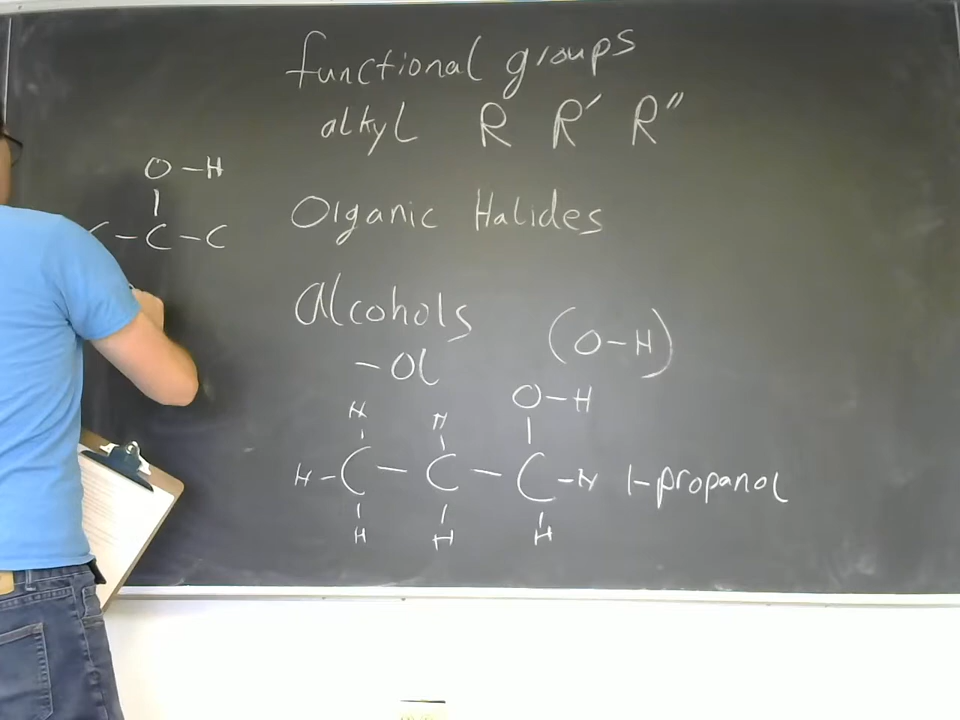 functional groups
alkyl R R′ R″
Organic Halides
Alcohols (O-H)
-Ol
O-H
H H
H-C-C-C-H 1-propanol
H H H
O-H
C-C-C